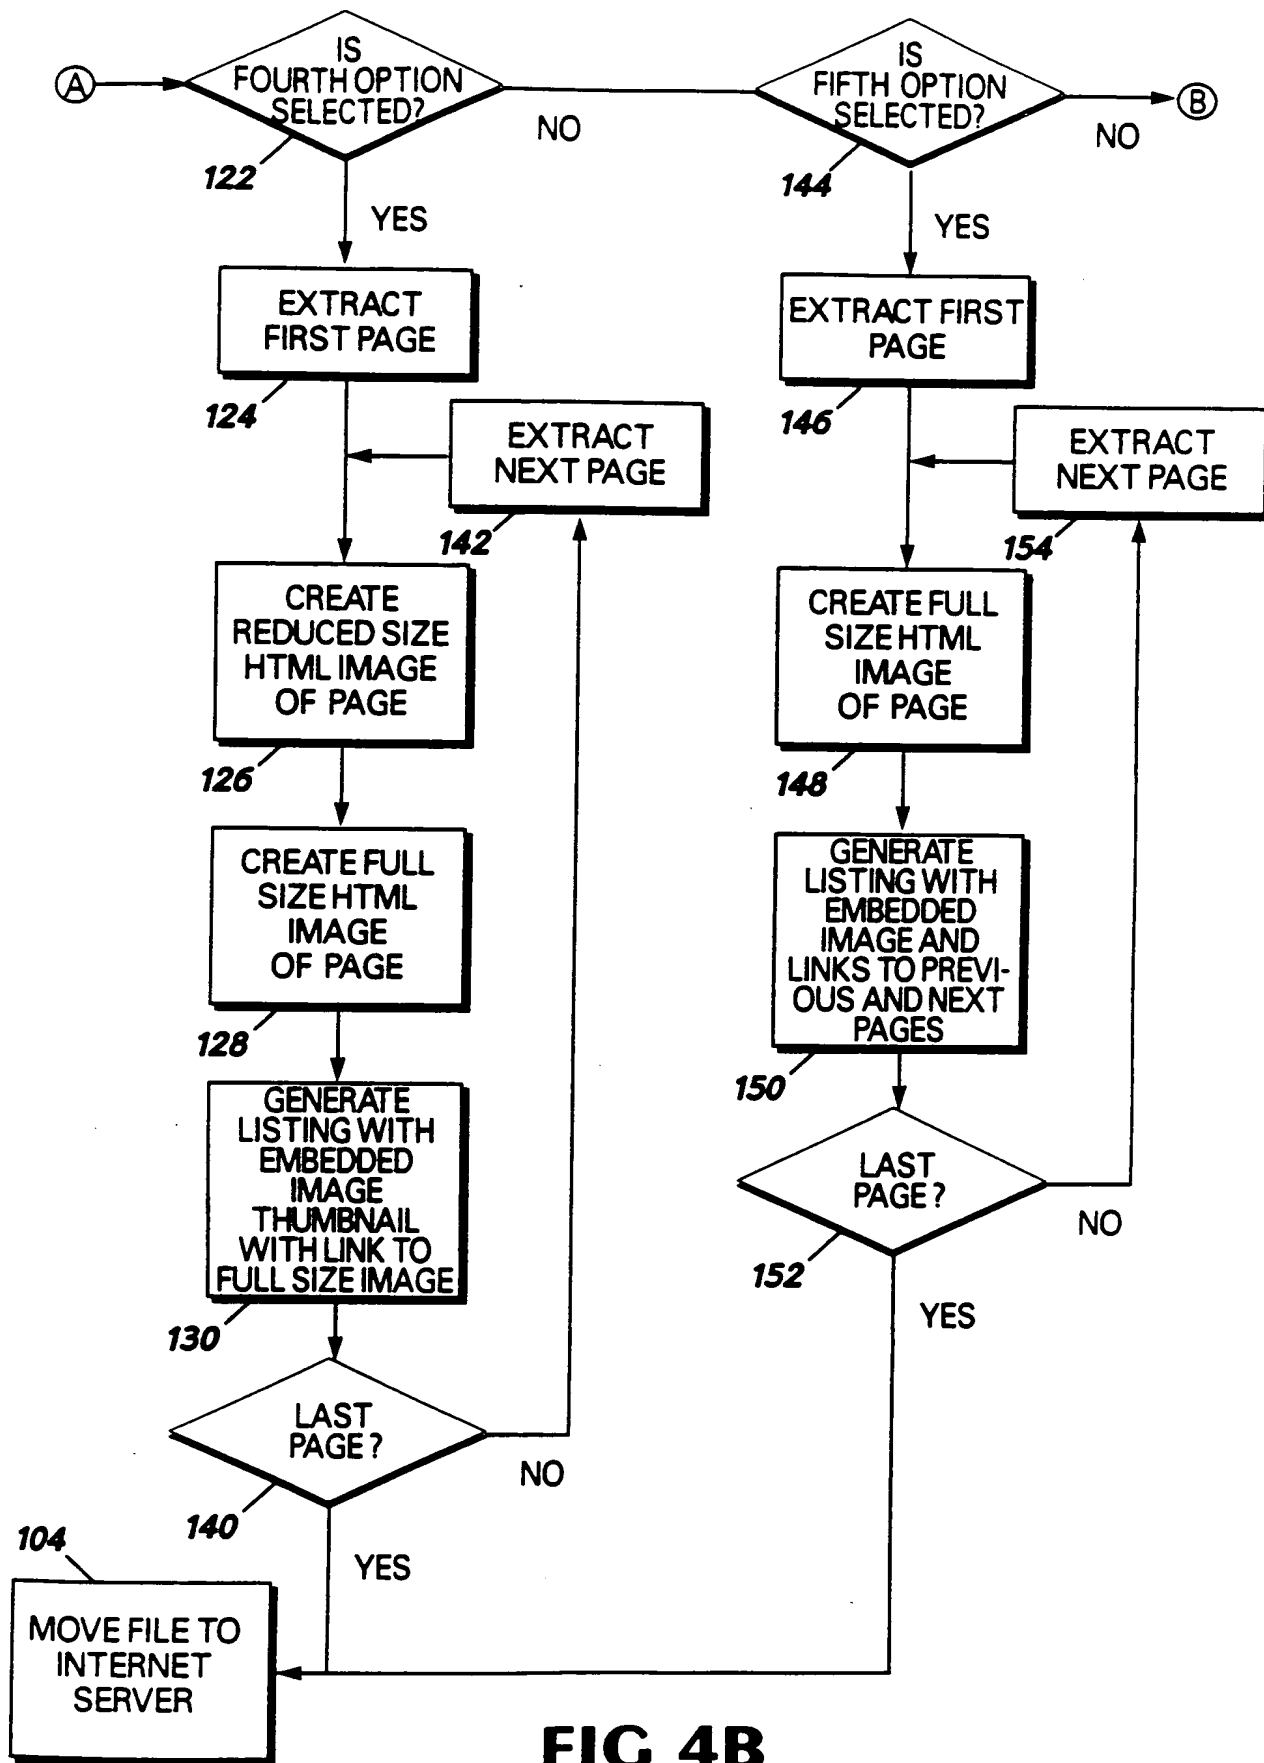 A
IS
FOURTH OPTION
SELECTED?
122
NO
YES
EXTRACT
FIRST PAGE
124
EXTRACT
NEXT PAGE
142
CREATE
REDUCED SIZE
HTML IMAGE
OF PAGE
126
CREATE FULL
SIZE HTML
IMAGE
OF PAGE
128
GENERATE
LISTING WITH
EMBEDDED
IMAGE
THUMBNAIL
WITH LINK TO
FULL SIZE IMAGE
130
LAST
PAGE?
140
NO
YES
104
MOVE FILE TO
INTERNET
SERVER
IS
FIFTH OPTION
SELECTED?
144
NO
B
YES
EXTRACT FIRST
PAGE
146
EXTRACT
NEXT PAGE
154
CREATE FULL
SIZE HTML
IMAGE
OF PAGE
148
GENERATE
LISTING WITH
EMBEDDED
IMAGE AND
LINKS TO PREVI-
OUS AND NEXT
PAGES
150
LAST
PAGE?
152
NO
YES
FIG 4B